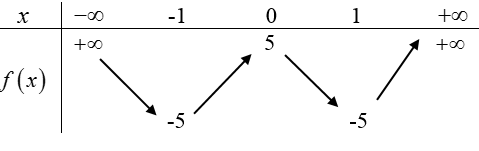 x −∞ -1 0 1 +∞
+∞ 5 +∞
f(x)
-5 -5